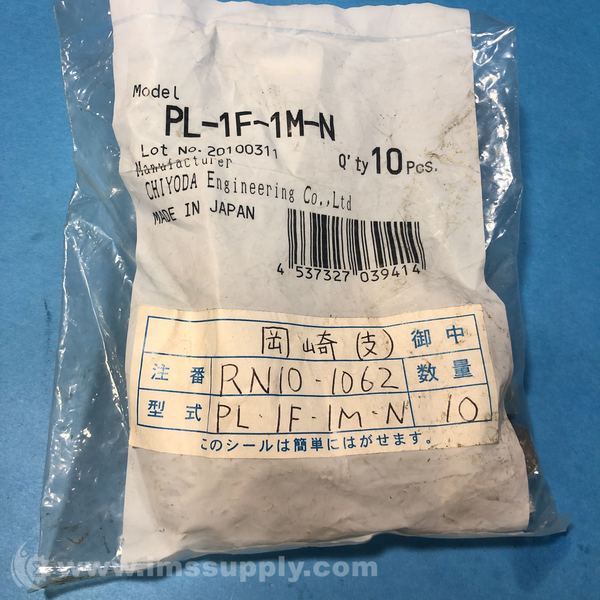 Model
PL-1F-1M-N
Lot No. 20100311
Q'ty 10 Pcs.
Manufacturer
CHIYODA Engineering Co.,Ltd
MADE IN JAPAN
4 537327 039414
岡崎(支) 御中
注番 RN10-1062 数量
型式 PL-1F-1M-N 10
このシールは簡単にはがせます。
www.imssupply.com